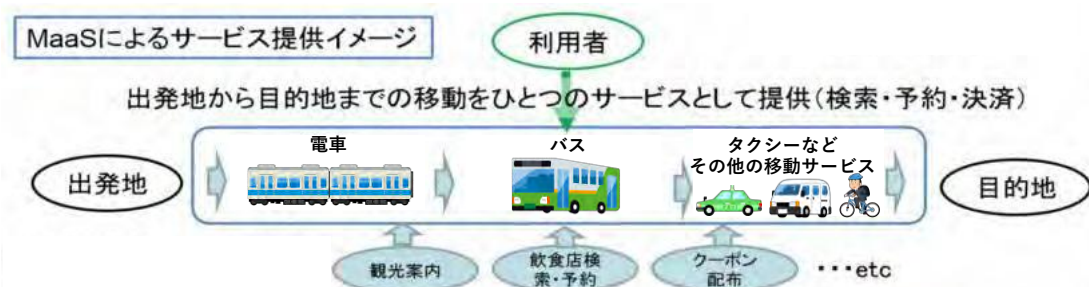 MaaSによるサービス提供イメージ
利用者
出発地から目的地までの移動をひとつのサービスとして提供(検索・予約・決済)
出発地
電車
バス
タクシーなど
その他の移動サービス
目的地
観光案内
飲食店検
索・予約
クーポン
配布
・・・etc